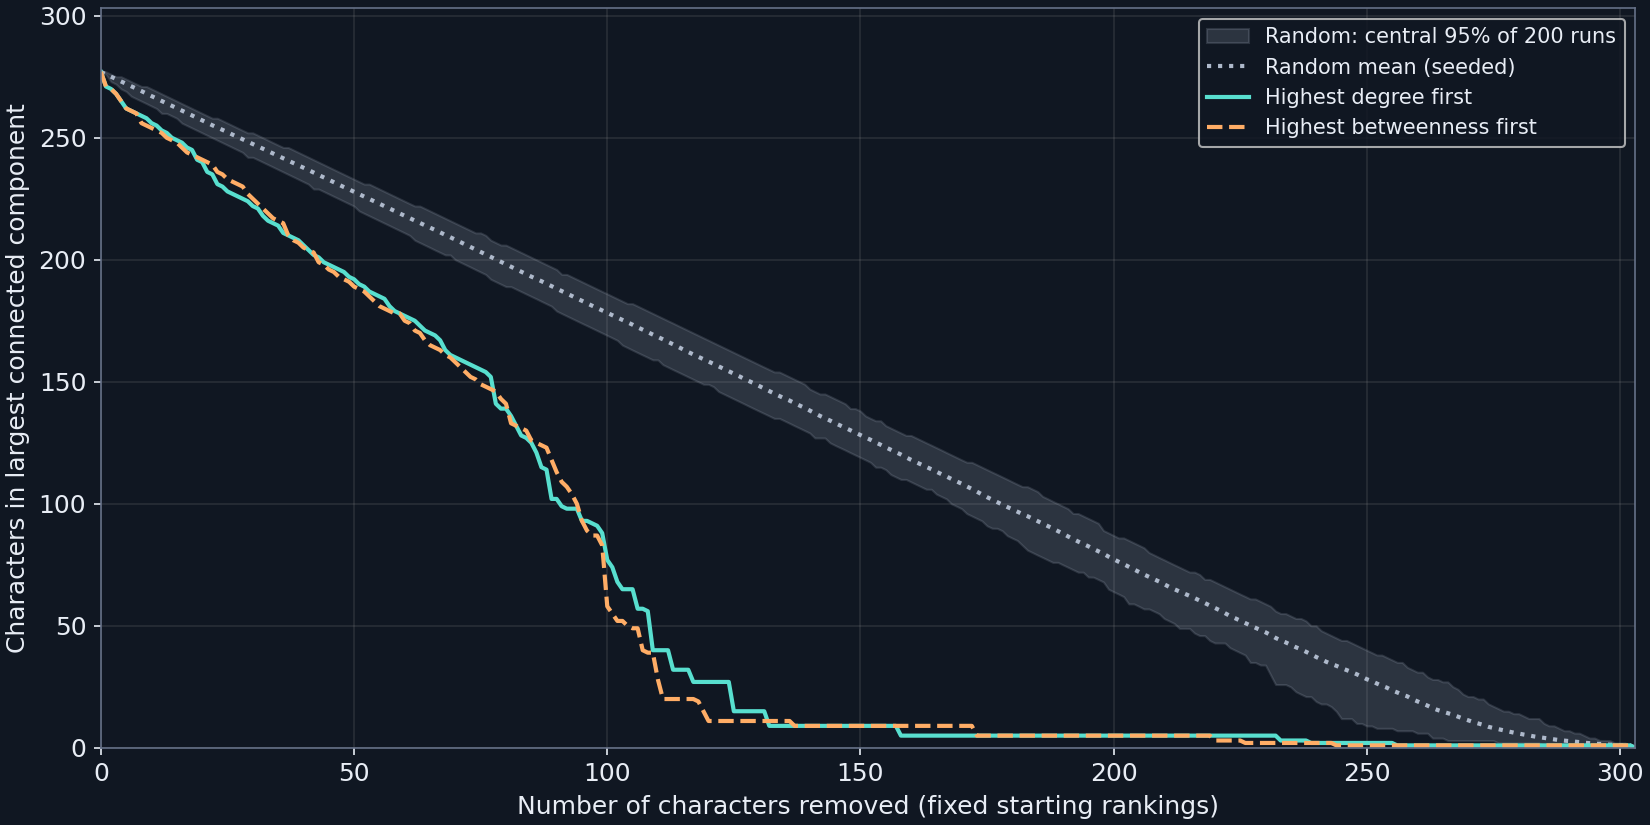 Characters in largest connected component
300
250
200
150
100
50
0
0 50 100 150 200 250 300
Number of characters removed (fixed starting rankings)
Random: central 95% of 200 runs
Random mean (seeded)
Highest degree first
Highest betweenness first